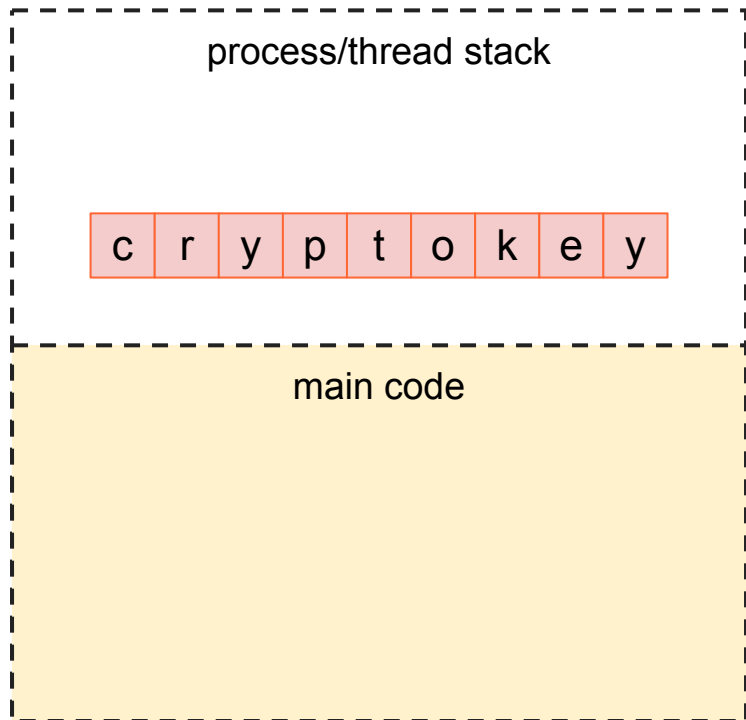 process/thread stack
c r y p t o k e y
main code